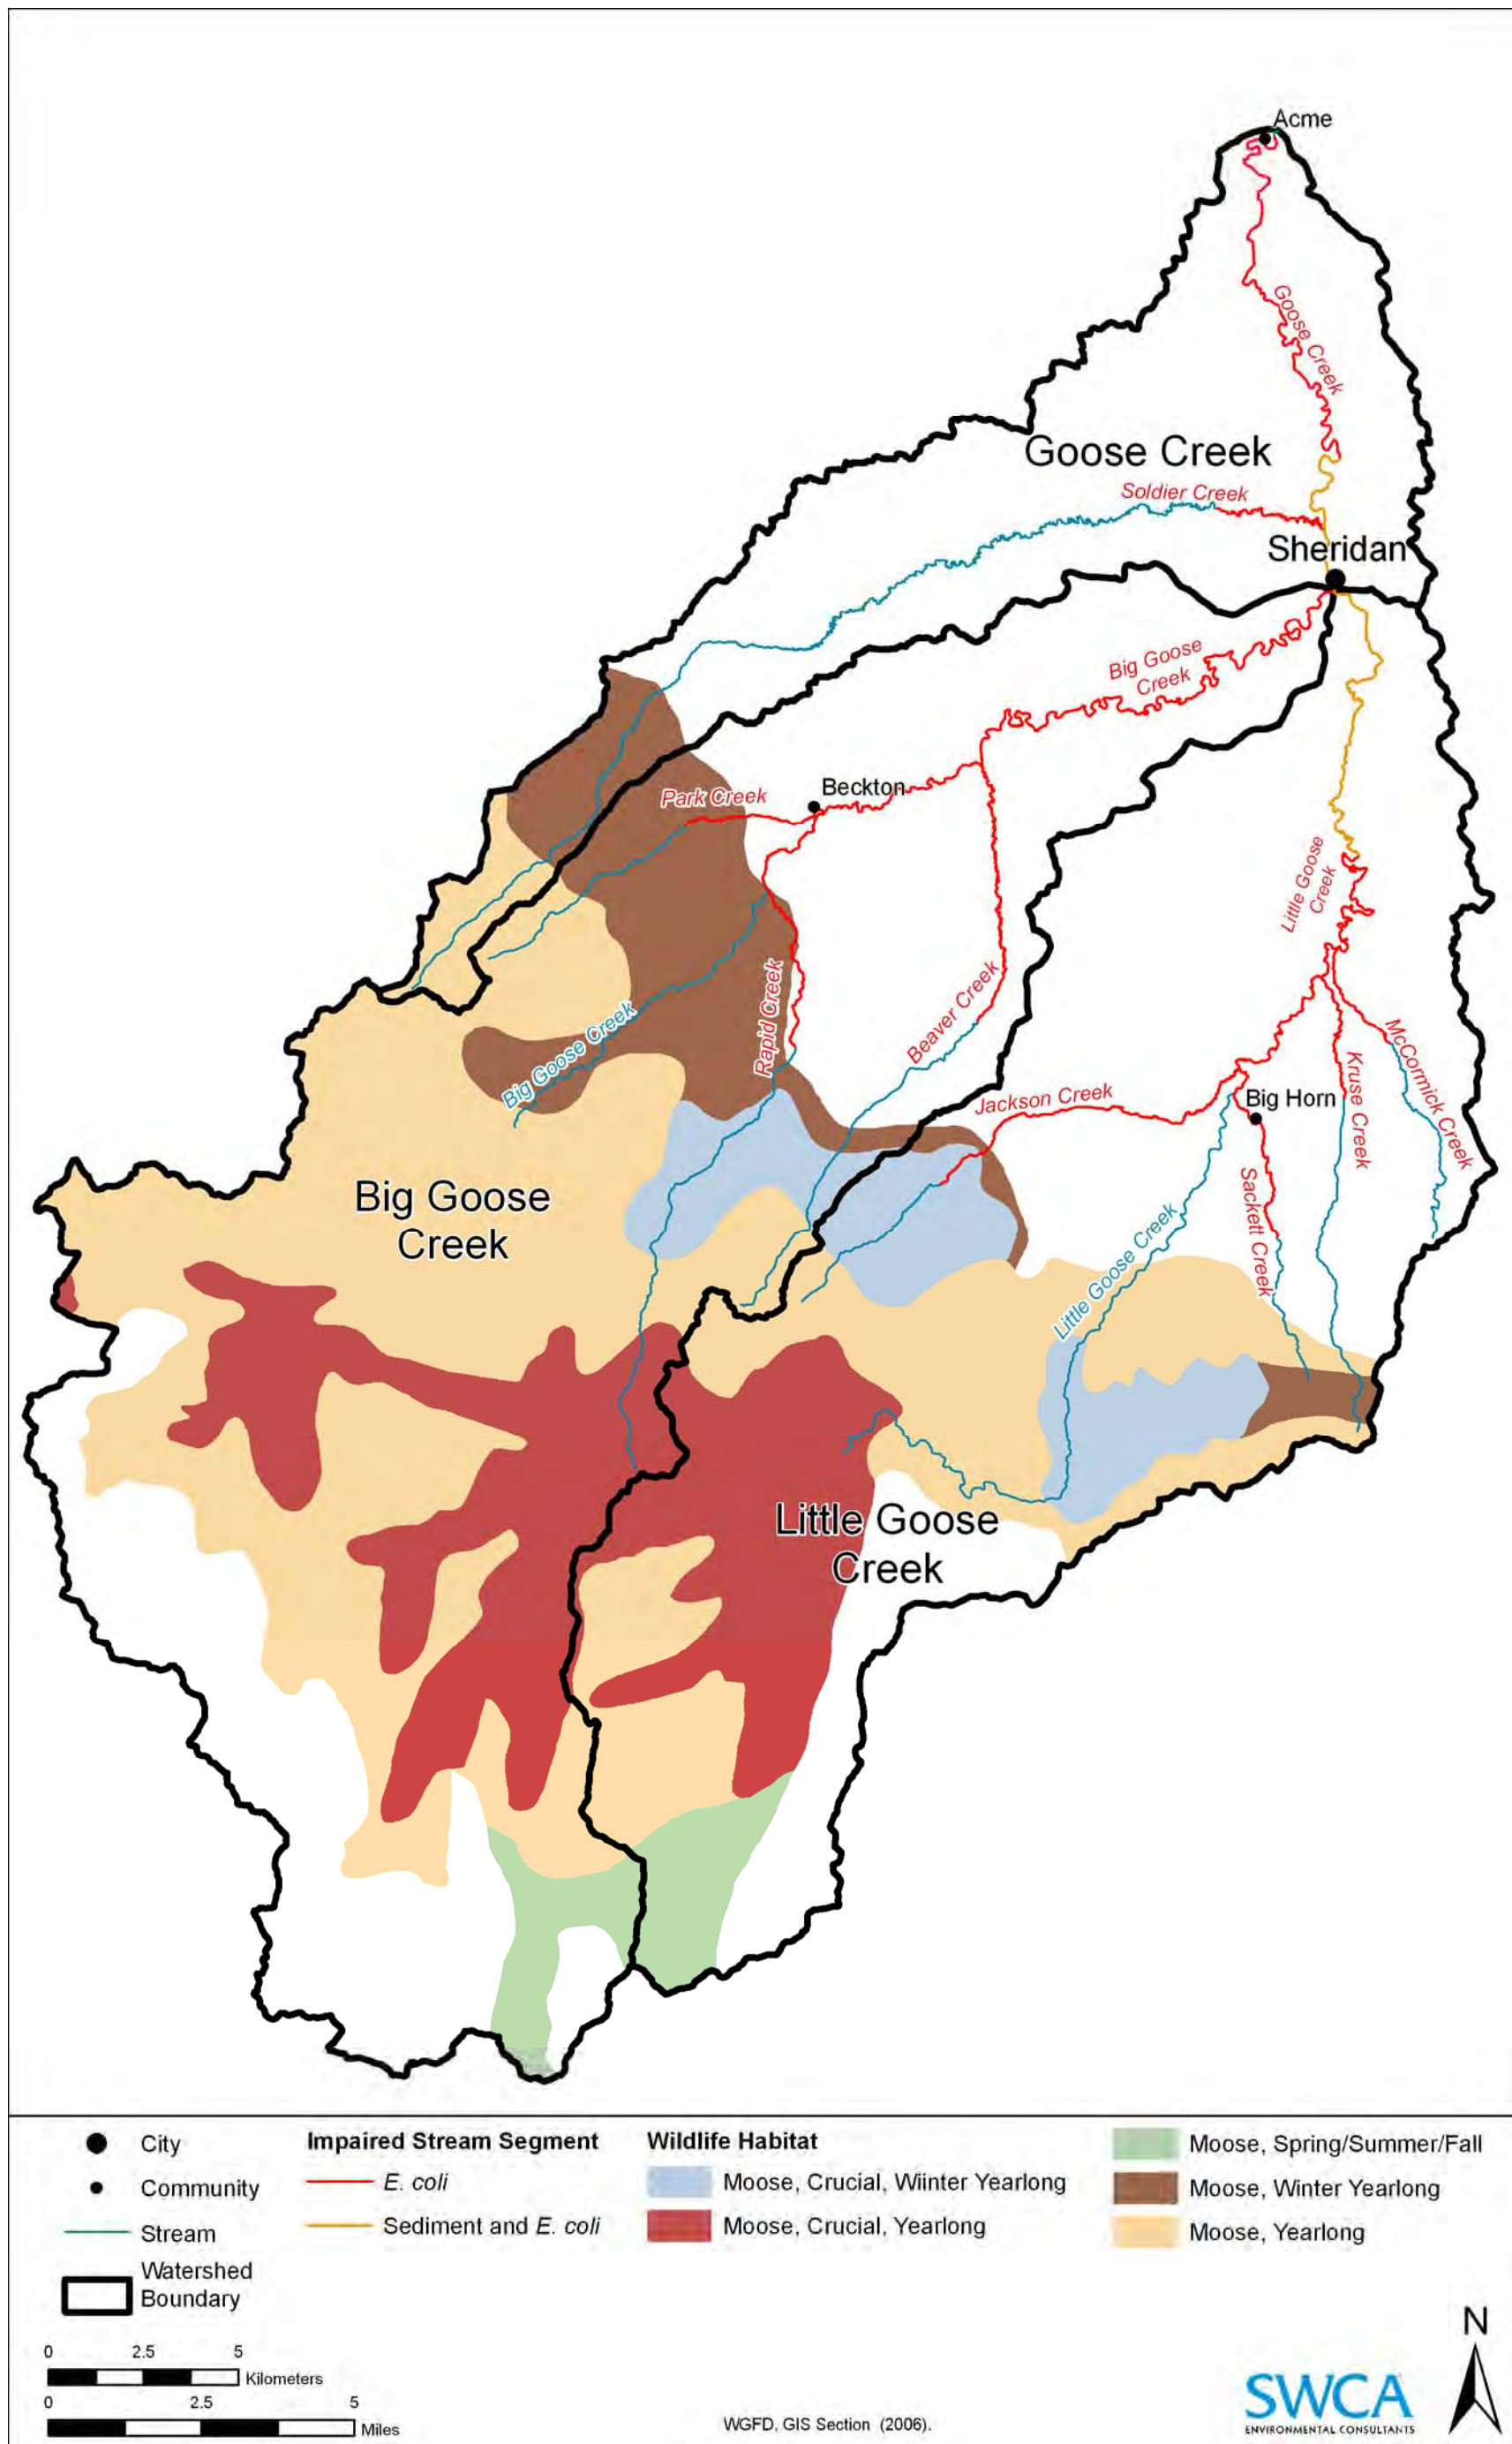 Acme
Goose Creek
Goose Creek
Soldier Creek
Sheridan
Big Goose
Creek
Beckton
Park Creek
Little Goose
Creek
Rapid Creek
Beaver Creek
Big Goose Creek
McCormick Creek
Kruse Creek
Jackson Creek
Big Horn
Sackett Creek
Big Goose
Creek
Little Goose Creek
Little Goose
Creek
City
Community
Stream
Watershed
Boundary
Impaired Stream Segment
E. coli
Sediment and E. coli
Wildlife Habitat
Moose, Crucial, Wiinter Yearlong
Moose, Crucial, Yearlong
Moose, Spring/Summer/Fall
Moose, Winter Yearlong
Moose, Yearlong
0 2.5 5
Kilometers
0 2.5 5
Miles
WGFD, GIS Section (2006).
SWCA
ENVIRONMENTAL CONSULTANTS
N